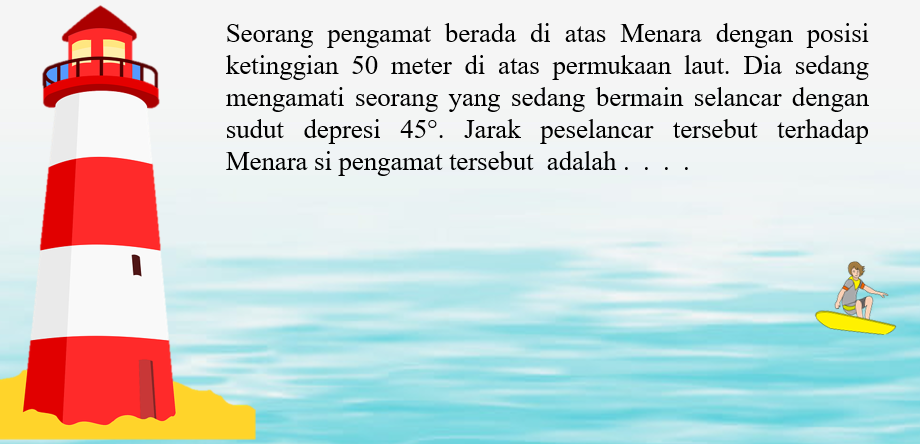 Seorang pengamat berada di atas Menara dengan posisi
ketinggian 50 meter di atas permukaan laut. Dia sedang
mengamati seorang yang sedang bermain selancar dengan
sudut depresi 45°. Jarak peselancar tersebut terhadap
Menara si pengamat tersebut adalah . . . .